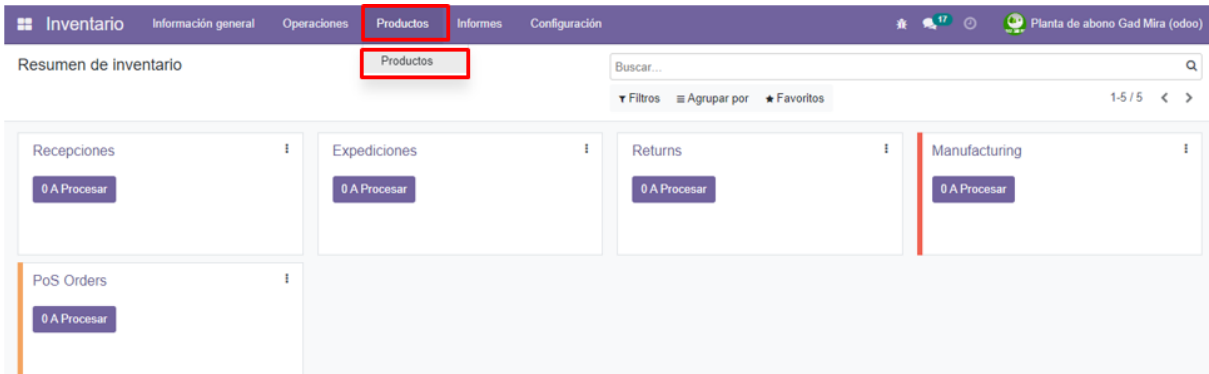 Inventario Información general Operaciones Productos Informes Configuración 17 Planta de abono Gad Mira (odoo)
Resumen de inventario Productos Buscar...
Filtros Agrupar por Favoritos 1-5 / 5
Recepciones Expediciones Returns Manufacturing
0 A Procesar 0 A Procesar 0 A Procesar 0 A Procesar
PoS Orders
0 A Procesar